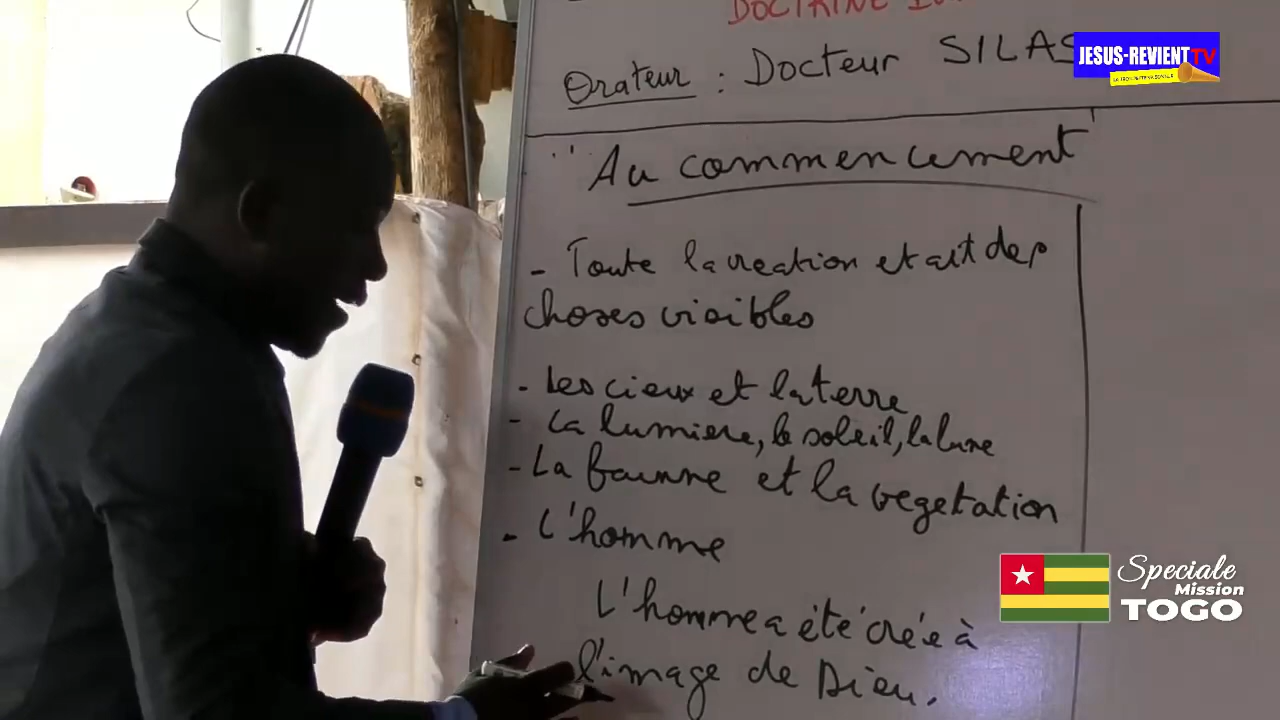 DOCTRINE
Orateur : Docteur SILAS
JESUS-REVIENT TV
"Au commencement"
- Toute la creation etait des
choses visibles
- Les cieux et la terre
- La lumiere, le soleil, la lune
- La faunne et la vegetation
- L'homme
L'homme a été créé à
l'image de Dieu.
Speciale
Mission
TOGO